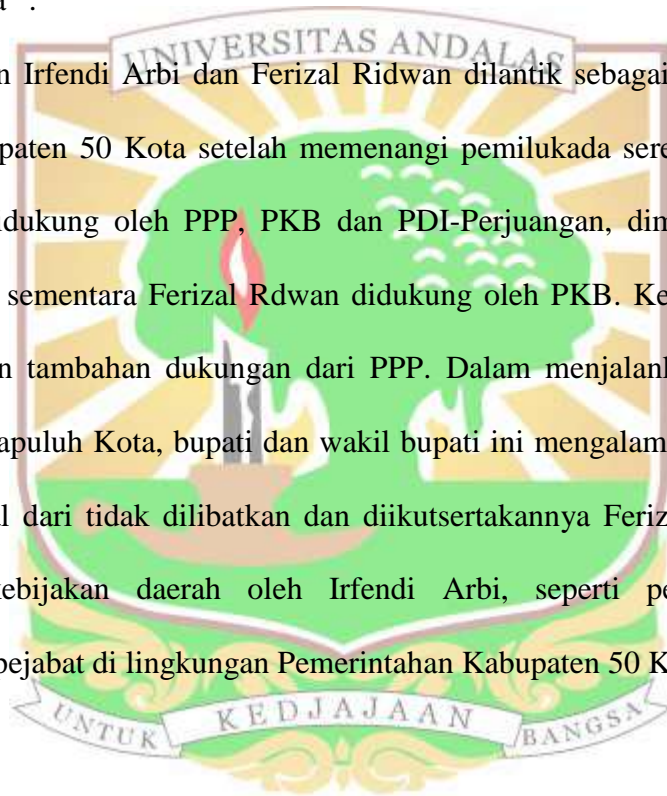 UNIVERSITAS ANDALAS
n Irfendi Arbi dan Ferizal Ridwan dilantik sebagai
paten 50 Kota setelah memenangi pemilukada sere
idukung oleh PPP, PKB dan PDI-Perjuangan, dim
sementara Ferizal Rdwan didukung oleh PKB. Ke
n tambahan dukungan dari PPP. Dalam menjalanl
apuluh Kota, bupati dan wakil bupati ini mengalam
l dari tidak dilibatkan dan diikutsertakannya Feriz
ebijakan daerah oleh Irfendi Arbi, seperti pe
pejabat di lingkungan Pemerintahan Kabupaten 50 K
UNTUK KEDJAJAAN BANGSA